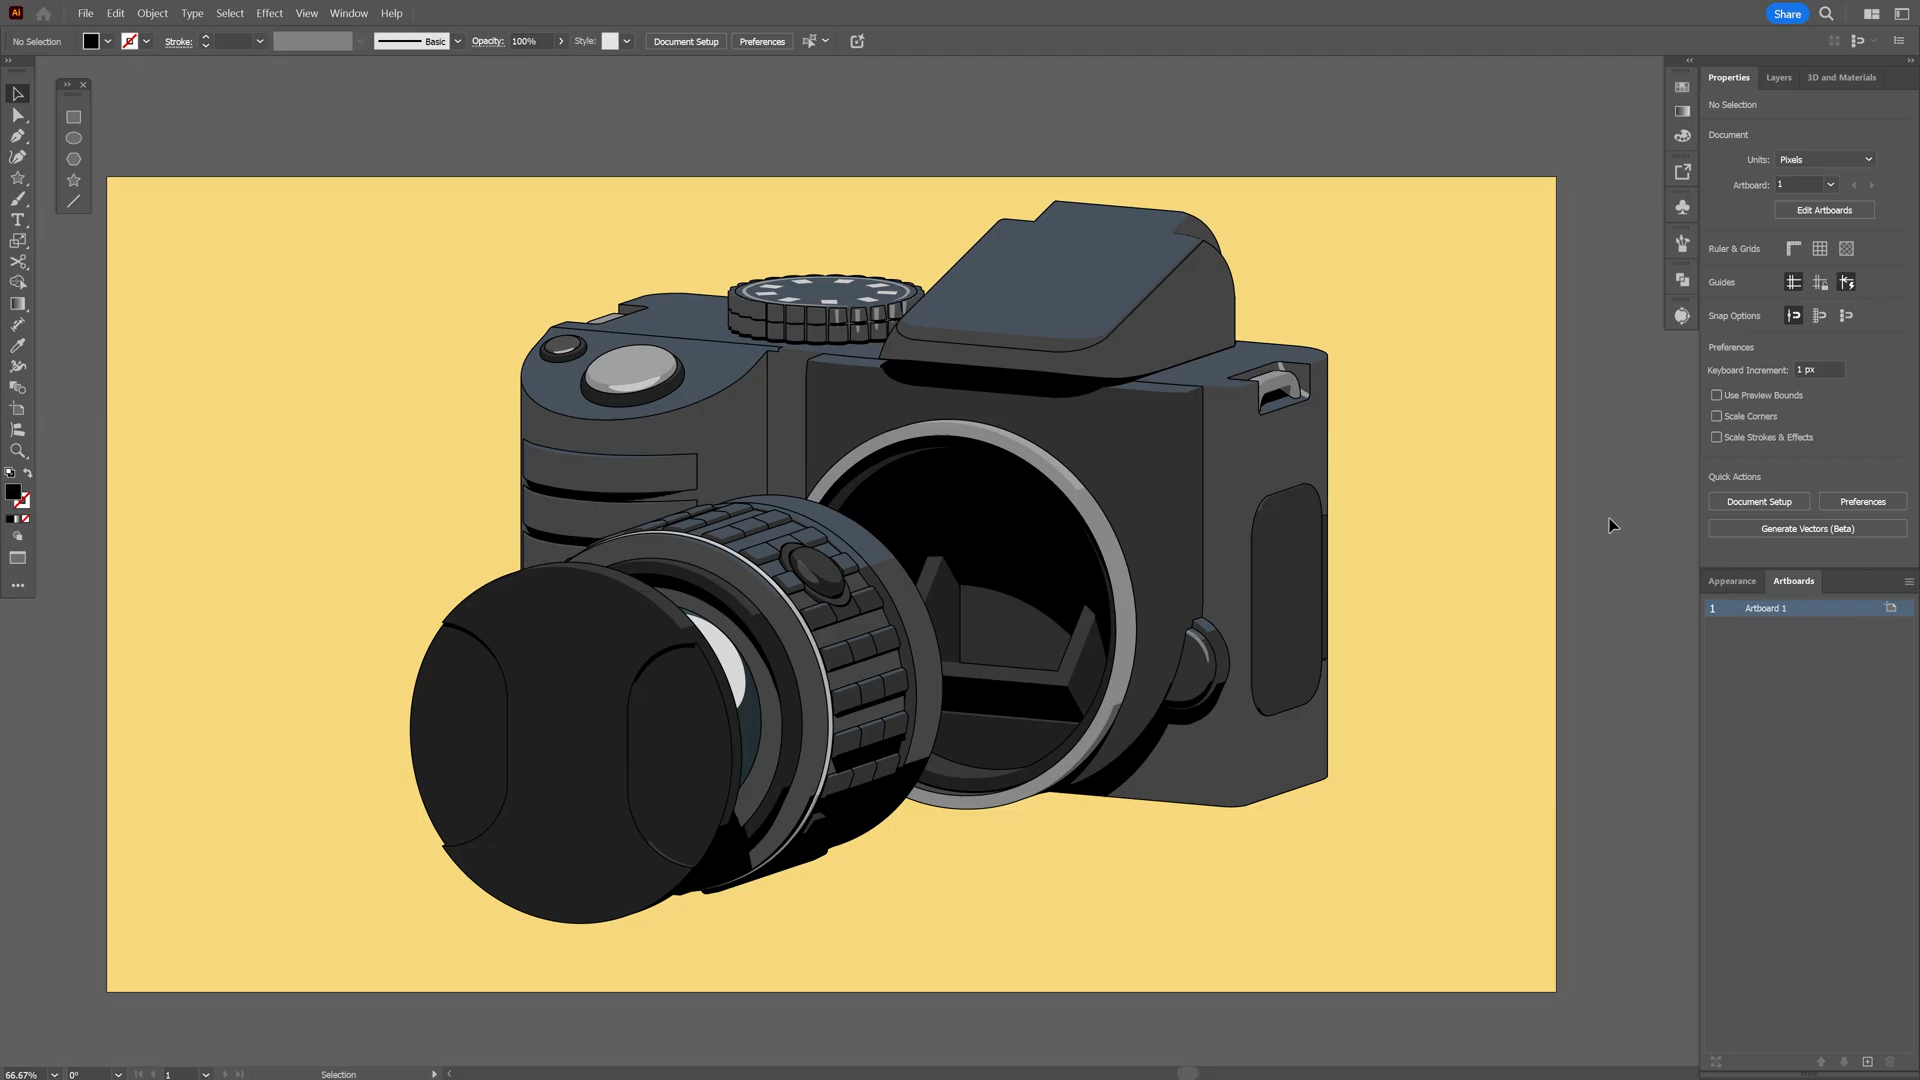 Ai File Edit Object Type Select Effect View Window Help Share
No Selection Stroke: Basic Opacity: 100% Style: Document Setup Preferences
Properties Layers 3D and Materials
No Selection
Document
Units: Pixels
Artboard: 1
Edit Artboards
Ruler & Grids
Guides
Snap Options
Preferences
Keyboard Increment: 1 px
Use Preview Bounds
Scale Corners
Scale Strokes & Effects
Quick Actions
Document Setup Preferences
Generate Vectors (Beta)
Appearance Artboards
1 Artboard 1
66.67% 0° 1 Selection